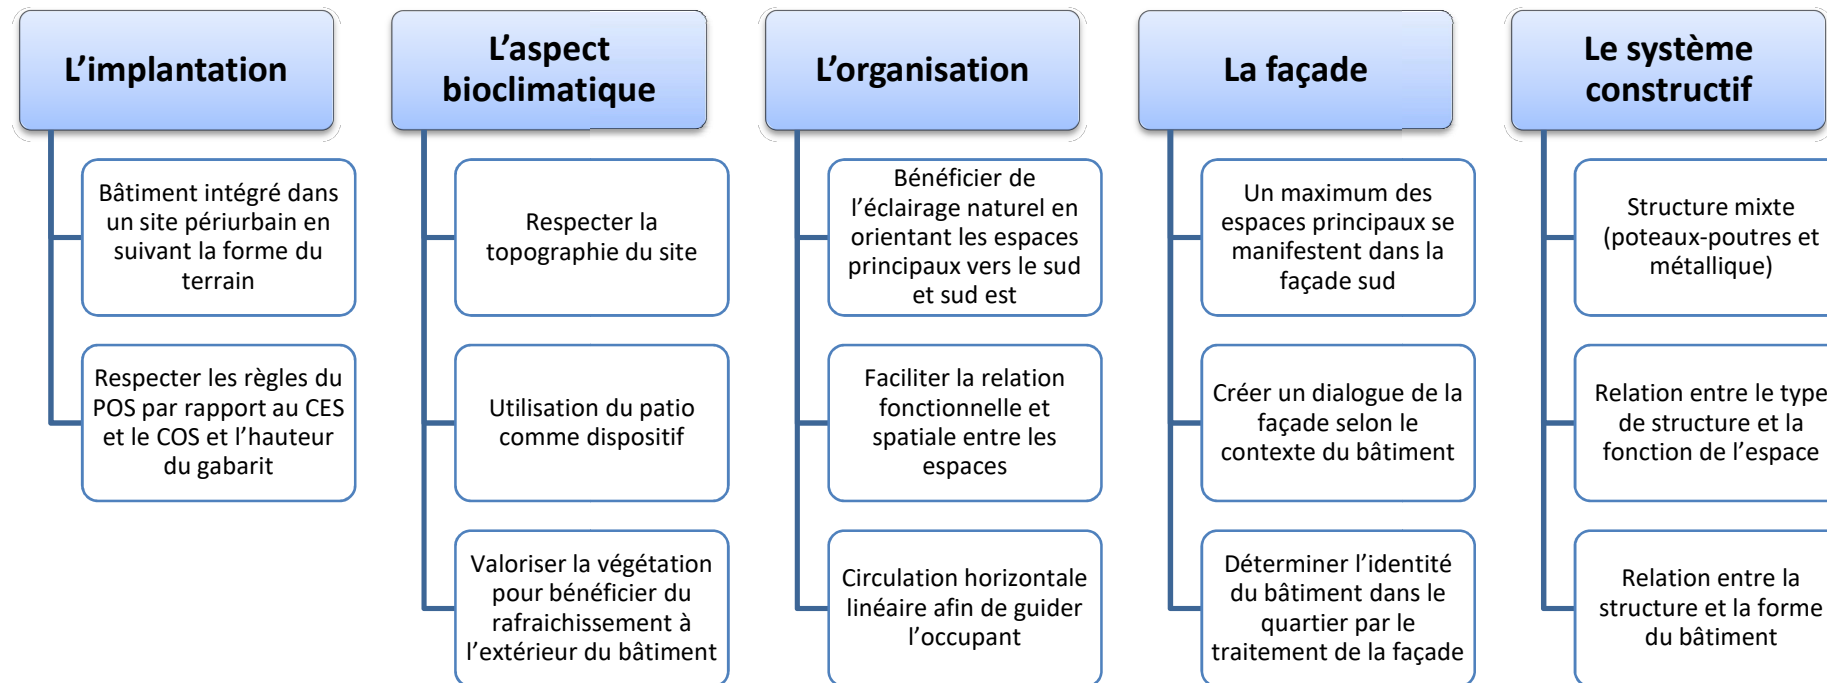 L’implantation
Bâtiment intégré dans
un site périurbain en
suivant la forme du
terrain
Respecter les règles du
POS par rapport au CES
et le COS et l’hauteur
du gabarit
L’aspect
bioclimatique
Respecter la
topographie du site
Utilisation du patio
comme dispositif
Valoriser la végétation
pour bénéficier du
rafraichissement à
l’extérieur du bâtiment
L’organisation
Bénéficier de
l’éclairage naturel en
orientant les espaces
principaux vers le sud
et sud est
Faciliter la relation
fonctionnelle et
spatiale entre les
espaces
Circulation horizontale
linéaire afin de guider
l’occupant
La façade
Un maximum des
espaces principaux se
manifestent dans la
façade sud
Créer un dialogue de la
façade selon le
contexte du bâtiment
Déterminer l’identité
du bâtiment dans le
quartier par le
traitement de la façade
Le système
constructif
Structure mixte
(poteaux-poutres et
métallique)
Relation entre le type
de structure et la
fonction de l’espace
Relation entre la
structure et la forme
du bâtiment